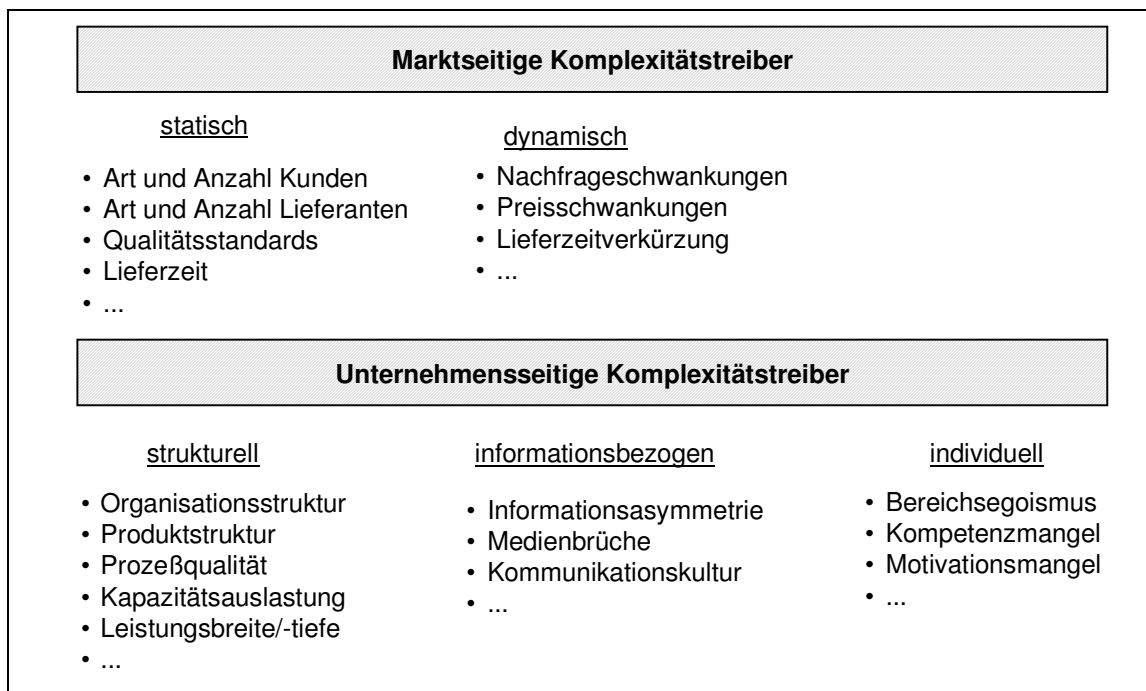 Marktseitige Komplexitätstreiber
statisch
• Art und Anzahl Kunden
• Art und Anzahl Lieferanten
• Qualitätsstandards
• Lieferzeit
• ...
dynamisch
• Nachfrageschwankungen
• Preisschwankungen
• Lieferzeitverkürzung
• ...
Unternehmensseitige Komplexitätstreiber
strukturell
• Organisationsstruktur
• Produktstruktur
• Prozeßqualität
• Kapazitätsauslastung
• Leistungsbreite/-tiefe
• ...
informationsbezogen
• Informationsasymmetrie
• Medienbrüche
• Kommunikationskultur
• ...
individuell
• Bereichsegoismus
• Kompetenzmangel
• Motivationsmangel
• ...